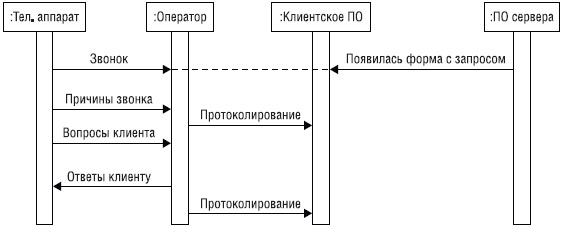 :Тел. аппарат
:Оператор
:Клиентское ПО
:ПО сервера
Звонок
Появилась форма с запросом
Причины звонка
Протоколирование
Вопросы клиента
Ответы клиенту
Протоколирование